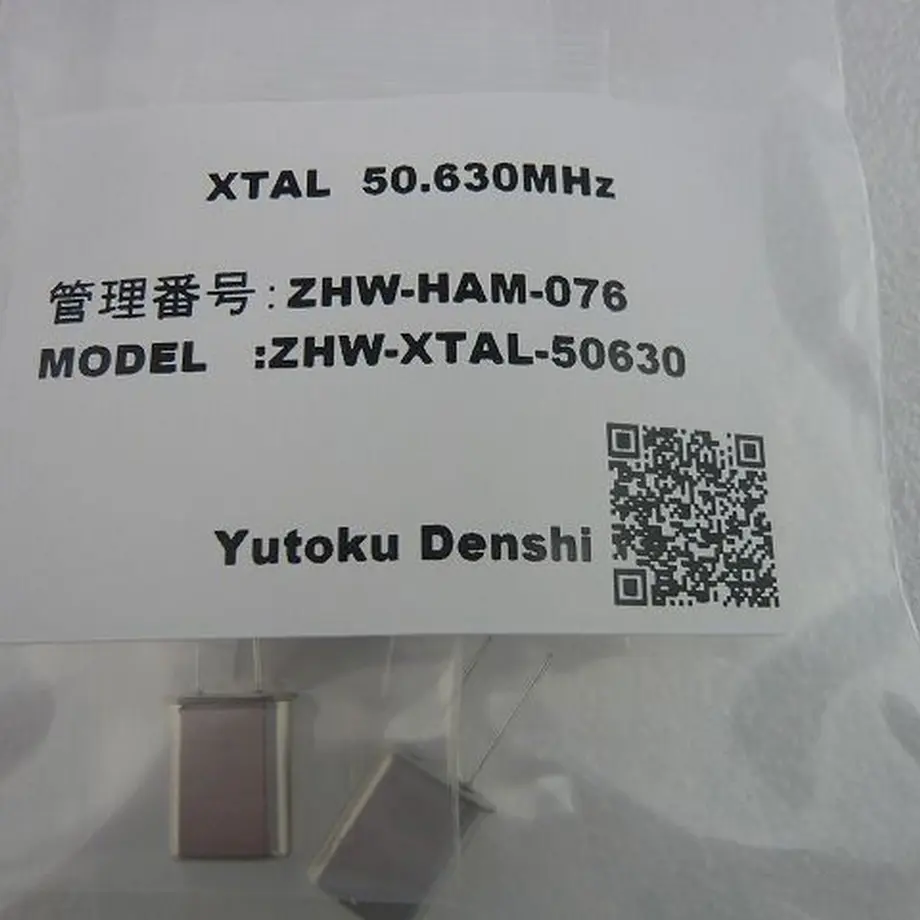 XTAL 50.630MHz
管理番号:ZHW-HAM-076
MODEL :ZHW-XTAL-50630
Yutoku Denshi